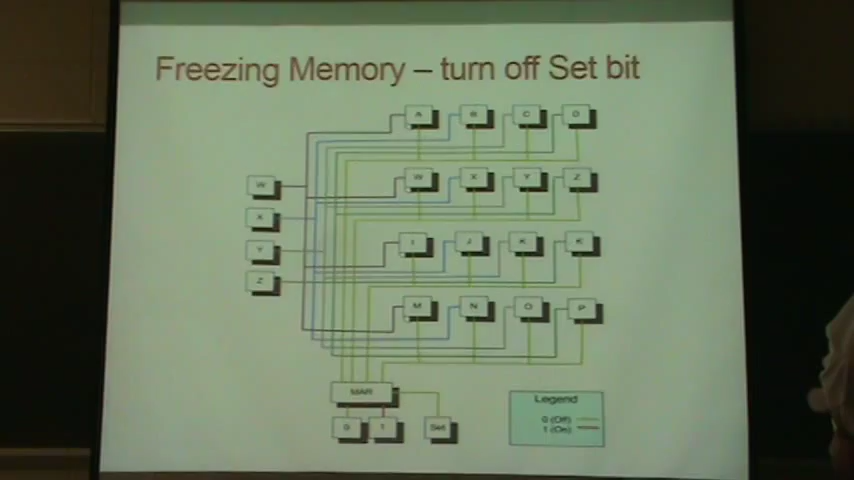 Freezing Memory – turn off Set bit
A B C D
W
W X Y Z
X
Y
I J K K
Z
M N O P
MAR
0 1 Set
Legend
0 (Off)
1 (On)